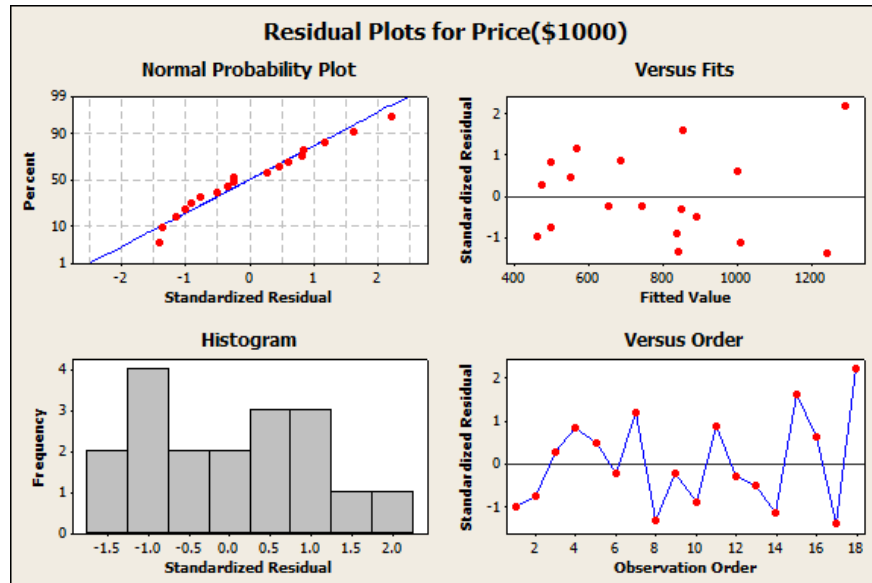 Residual Plots for Price($1000)
Normal Probability Plot
99
90
50
10
1
Percent
-2 -1 0 1 2
Standardized Residual
Versus Fits
2
1
0
-1
Standardized Residual
400 600 800 1000 1200
Fitted Value
Histogram
4
3
2
1
0
Frequency
-1.5 -1.0 -0.5 0.0 0.5 1.0 1.5 2.0
Standardized Residual
Versus Order
2
1
0
-1
Standardized Residual
2 4 6 8 10 12 14 16 18
Observation Order